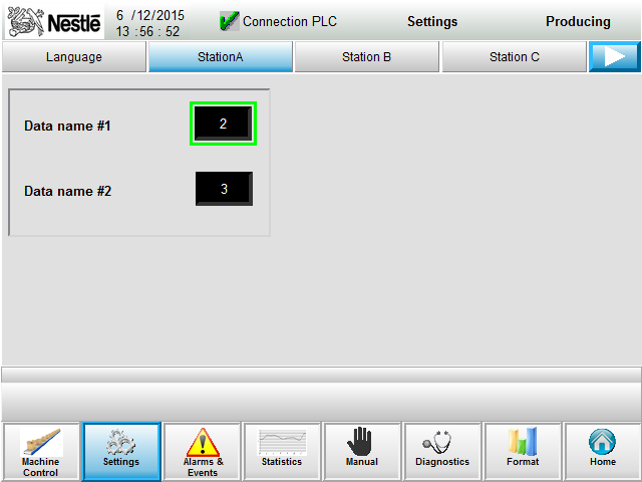 Nestlé
6 /12/2015
13 :56 : 52
Connection PLC
Settings
Producing
Language
StationA
Station B
Station C
Data name #1
2
Data name #2
3
Machine
Control
Settings
Alarms &
Events
Statistics
Manual
Diagnostics
Format
Home